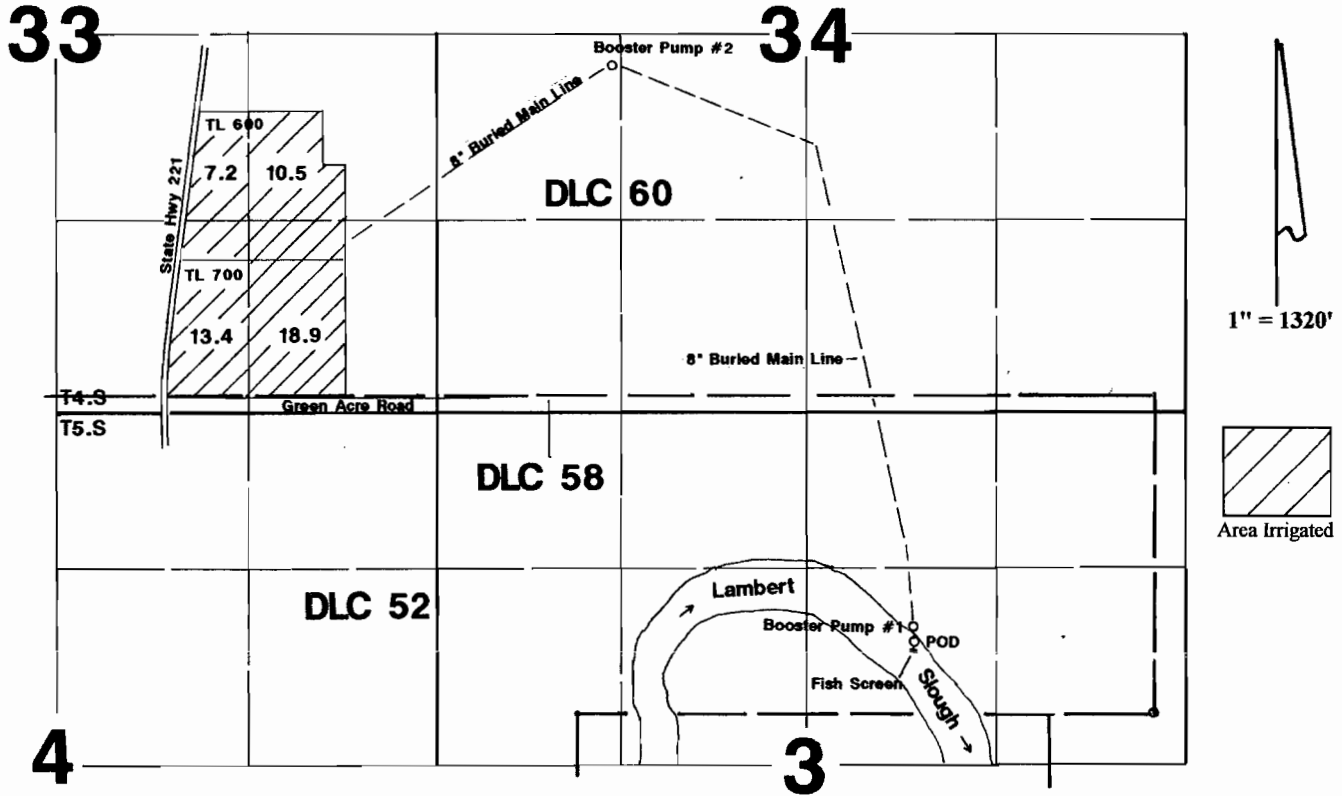 33
34
Booster Pump #2
8" Buried Main Line
TL 600
7.2 10.5
State Hwy 221
DLC 60
TL 700
13.4 18.9
1" = 1320'
8" Buried Main Line
T4.S
Green Acre Road
T5.S
DLC 58
Area Irrigated
Lambert
DLC 52
Booster Pump #1
POD
Fish Screen
Slough
4
3